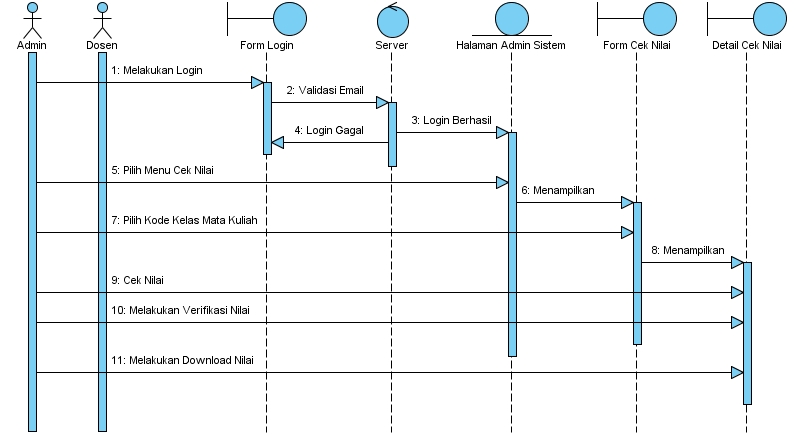 Admin
Dosen
Form Login
Server
Halaman Admin Sistem
Form Cek Nilai
Detail Cek Nilai
1: Melakukan Login
2: Validasi Email
3: Login Berhasil
4: Login Gagal
5: Pilih Menu Cek Nilai
6: Menampilkan
7: Pilih Kode Kelas Mata Kuliah
8: Menampilkan
9: Cek Nilai
10: Melakukan Verifikasi Nilai
11: Melakukan Download Nilai